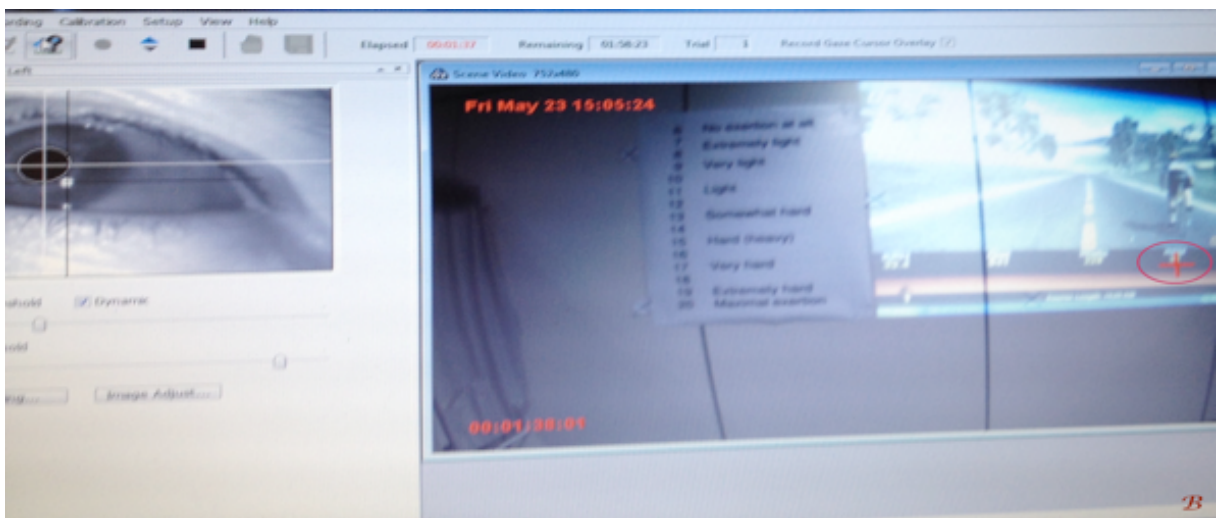 Calibration Setup View Help
Elapsed 00:01:37 Remaining 01:58:23 Trial 1 Record Gaze Cursor Overlay
Left
Scene Video 752x480
Fri May 23 15:05:24
6 No exertion at all
7 Extremely light
8
9 Very light
10
11 Light
12
13 Somewhat hard
14
15 Hard (heavy)
16
17 Very hard
18
19 Extremely hard
20 Maximal exertion
Dynamic
Image Adjust...
00:01:38:01
B